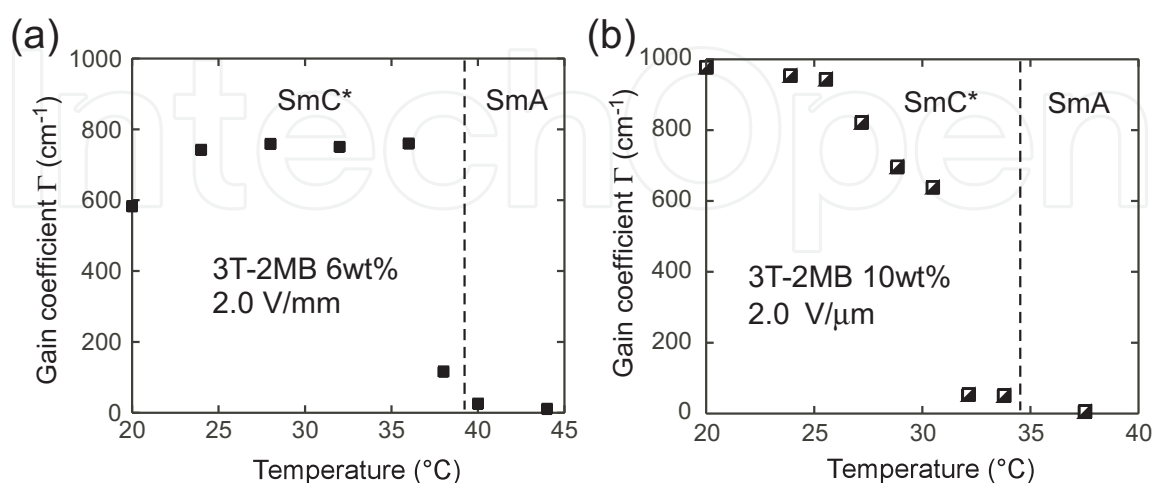 (a)
1000
800
600
400
200
0
Gain coefficient Γ (cm-1)
SmC*
SmA
3T-2MB 6wt%
2.0 V/mm
20 25 30 35 40 45
Temperature (°C)
(b)
1000
800
600
400
200
0
Gain coefficient Γ (cm-1)
SmC*
SmA
3T-2MB 10wt%
2.0 V/μm
20 25 30 35 40
Temperature (°C)
IntechOpen